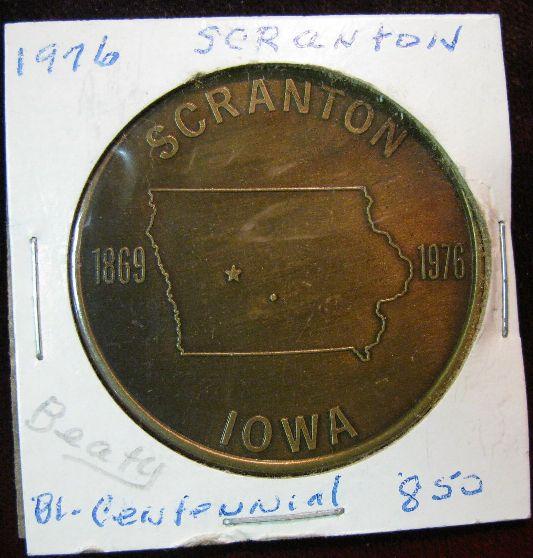 1976 SCRANTON
SCRANTON
1869 1976
IOWA
Beaty
BI-Centennial 850